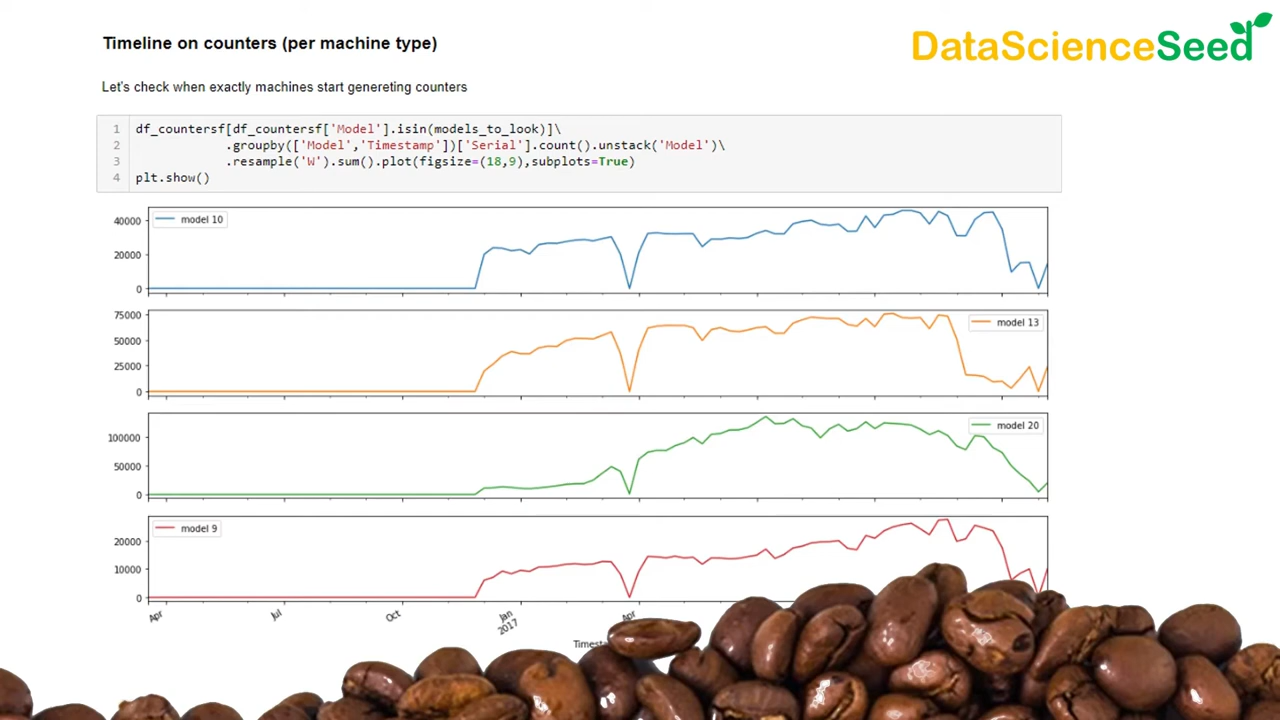 Timeline on counters (per machine type)
DataScienceSeed
Let's check when exactly machines start genereting counters
1 df_countersf[df_countersf['Model'].isin(models_to_look)]\
2 .groupby(['Model','Timestamp'])['Serial'].count().unstack('Model')\
3 .resample('W').sum().plot(figsize=(18,9),subplots=True)
4 plt.show()
model 10
40000
20000
0
model 13
75000
50000
25000
0
model 20
100000
50000
0
model 9
20000
10000
0
Apr Jul Oct Jan Apr
2017